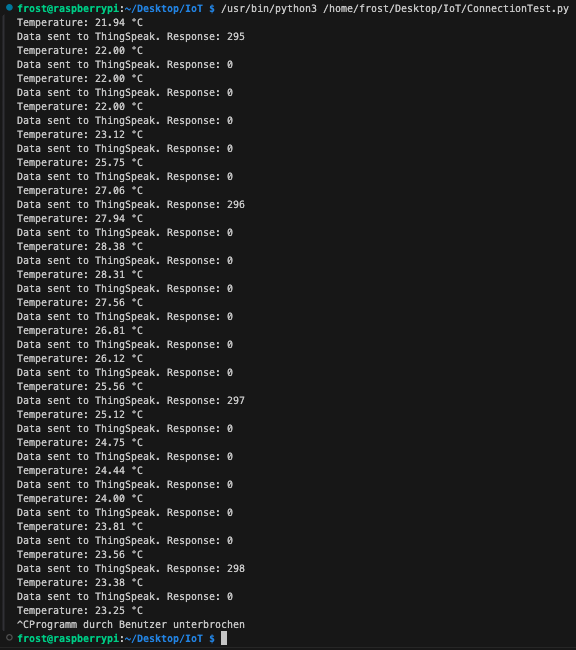 frost@raspberrypi:~/Desktop/IoT $ /usr/bin/python3 /home/frost/Desktop/IoT/ConnectionTest.py
Temperature: 21.94 °C
Data sent to ThingSpeak. Response: 295
Temperature: 22.00 °C
Data sent to ThingSpeak. Response: 0
Temperature: 22.00 °C
Data sent to ThingSpeak. Response: 0
Temperature: 22.00 °C
Data sent to ThingSpeak. Response: 0
Temperature: 23.12 °C
Data sent to ThingSpeak. Response: 0
Temperature: 25.75 °C
Data sent to ThingSpeak. Response: 0
Temperature: 27.06 °C
Data sent to ThingSpeak. Response: 296
Temperature: 27.94 °C
Data sent to ThingSpeak. Response: 0
Temperature: 28.38 °C
Data sent to ThingSpeak. Response: 0
Temperature: 28.31 °C
Data sent to ThingSpeak. Response: 0
Temperature: 27.56 °C
Data sent to ThingSpeak. Response: 0
Temperature: 26.81 °C
Data sent to ThingSpeak. Response: 0
Temperature: 26.12 °C
Data sent to ThingSpeak. Response: 0
Temperature: 25.56 °C
Data sent to ThingSpeak. Response: 297
Temperature: 25.12 °C
Data sent to ThingSpeak. Response: 0
Temperature: 24.75 °C
Data sent to ThingSpeak. Response: 0
Temperature: 24.44 °C
Data sent to ThingSpeak. Response: 0
Temperature: 24.00 °C
Data sent to ThingSpeak. Response: 0
Temperature: 23.81 °C
Data sent to ThingSpeak. Response: 0
Temperature: 23.56 °C
Data sent to ThingSpeak. Response: 298
Temperature: 23.38 °C
Data sent to ThingSpeak. Response: 0
Temperature: 23.25 °C
^CProgramm durch Benutzer unterbrochen
frost@raspberrypi:~/Desktop/IoT $